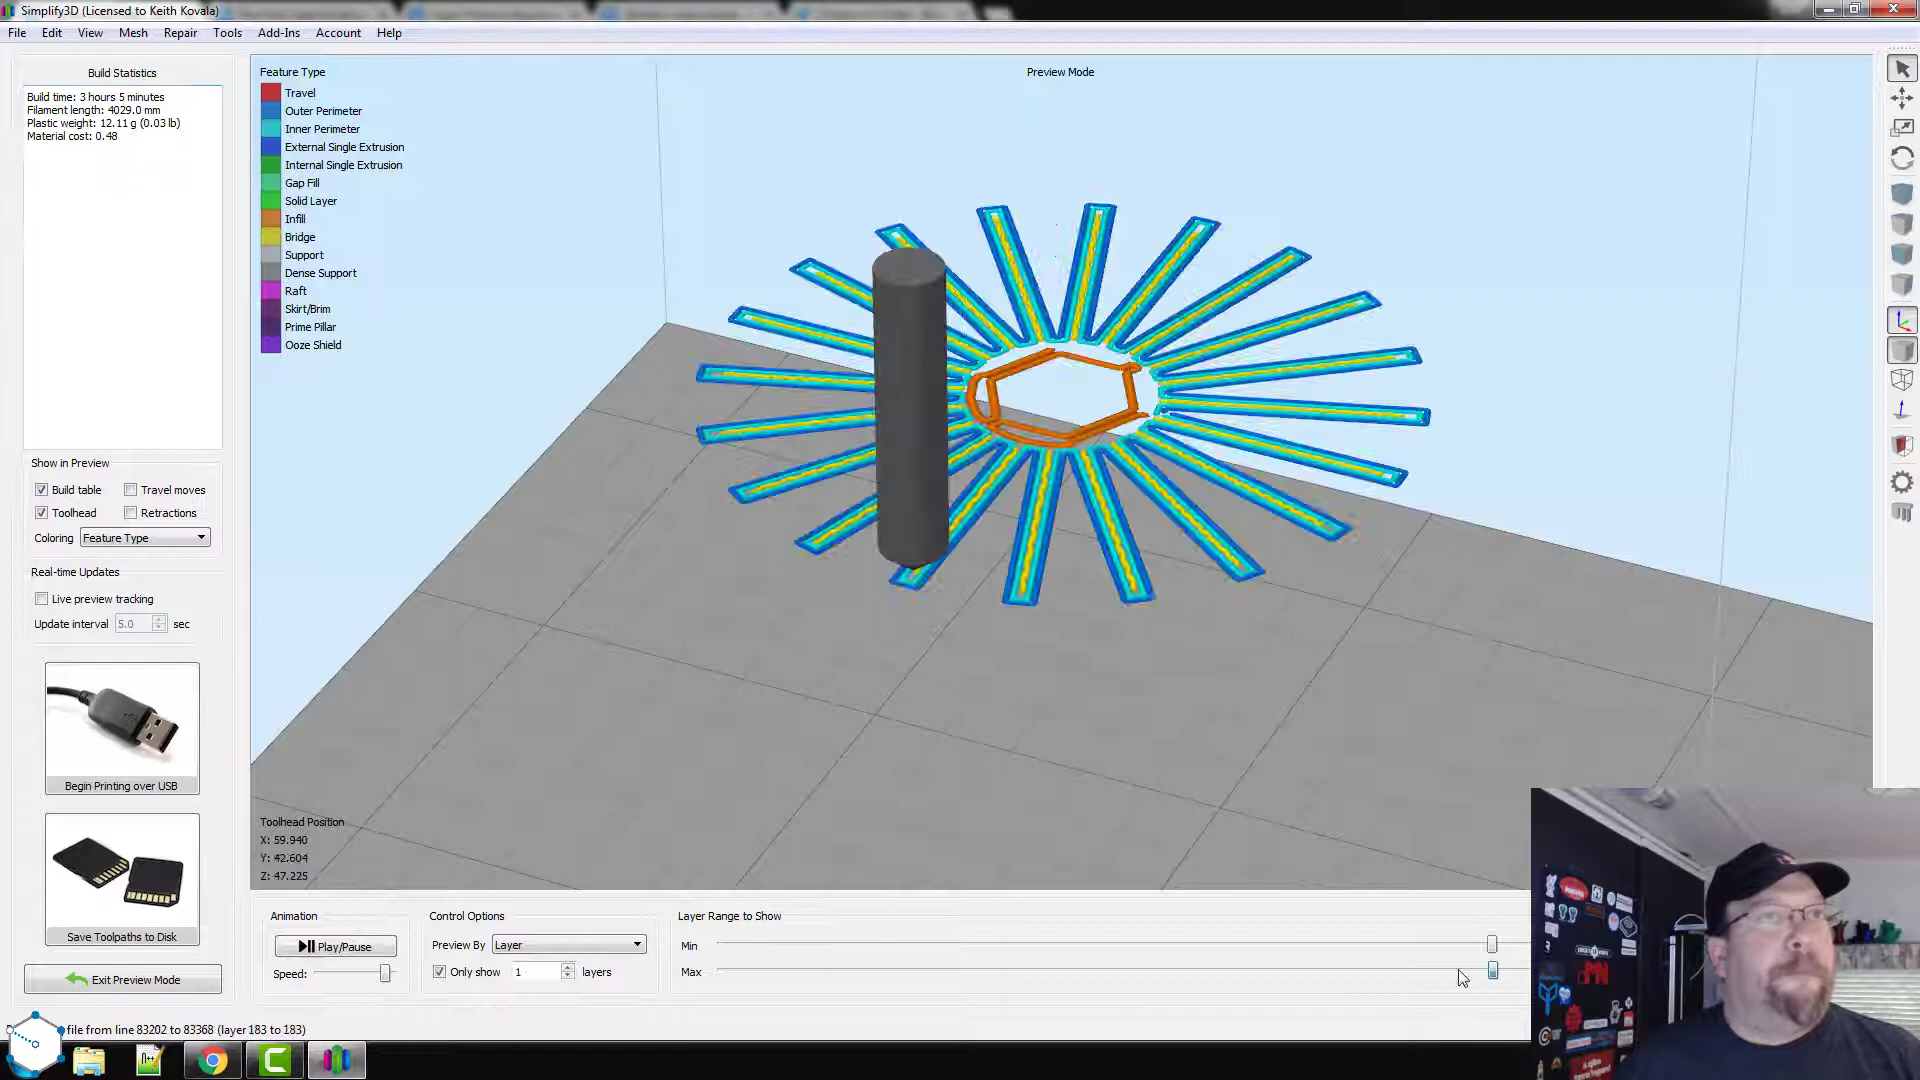 Simplify3D (Licensed to Keith Kovala)
File Edit View Mesh Repair Tools Add-Ins Account Help
Build Statistics
Build time: 3 hours 5 minutes
Filament length: 4029.0 mm
Plastic weight: 12.11 g (0.03 lb)
Material cost: 0.48
Feature Type
Travel
Outer Perimeter
Inner Perimeter
External Single Extrusion
Internal Single Extrusion
Gap Fill
Solid Layer
Infill
Bridge
Support
Dense Support
Raft
Skirt/Brim
Prime Pillar
Ooze Shield
Preview Mode
Show in Preview
Build table Travel moves
Toolhead Retractions
Coloring Feature Type
Real-time Updates
Live preview tracking
Update interval 5.0 sec
Begin Printing over USB
Save Toolpaths to Disk
Exit Preview Mode
Toolhead Position
X: 59.940
Y: 42.604
Z: 47.225
Animation
Play/Pause
Speed:
Control Options
Preview By Layer
Only show 1 layers
Layer Range to Show
Min
Max
file from line 83202 to 83368 (layer 183 to 183)